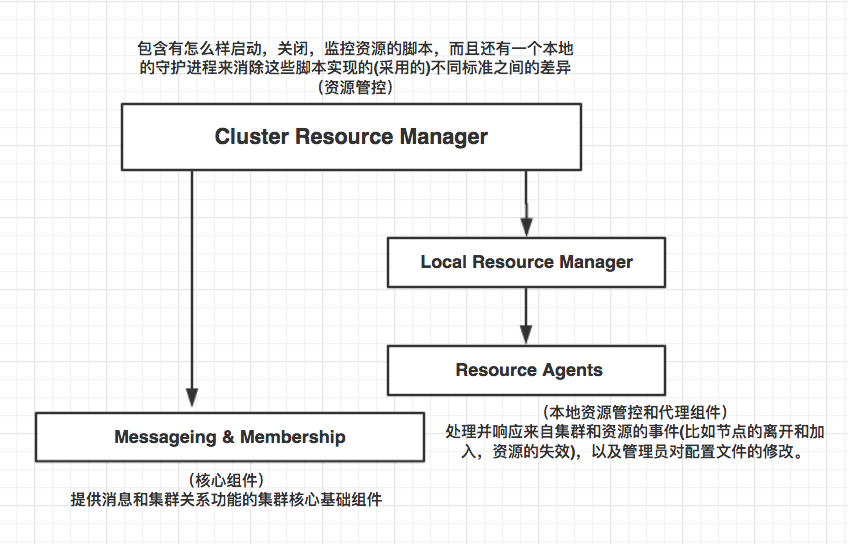 包含有怎么样启动，关闭，监控资源的脚本，而且还有一个本地
的守护进程来消除这些脚本实现的(采用的)不同标准之间的差异
（资源管控）
Cluster Resource Manager
Local Resource Manager
Resource Agents
（本地资源管控和代理组件）
处理并响应来自集群和资源的事件(比如节点的离开和加
入，资源的失效)，以及管理员对配置文件的修改。
Messageing & Membership
（核心组件）
提供消息和集群关系功能的集群核心基础组件